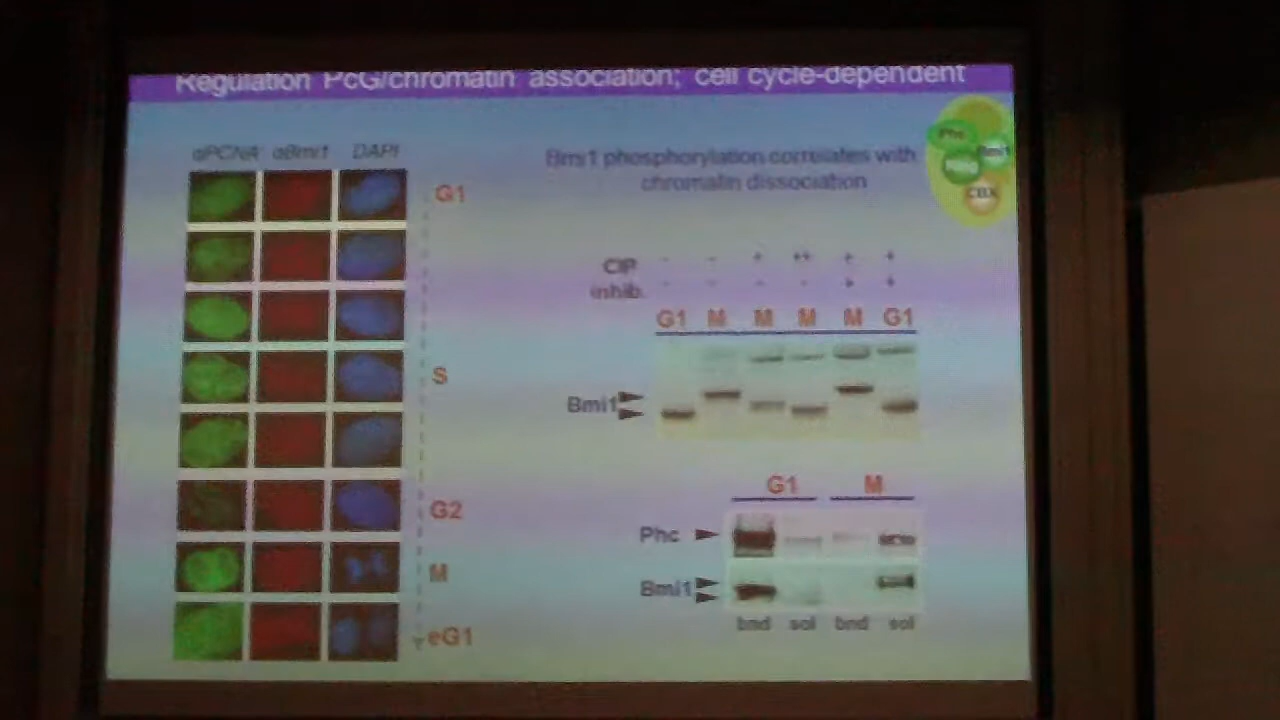 Regulation PcG/chromatin association; cell cycle-dependent
αPCNA αBmi1 DAPI
G1
S
G2
M
eG1
Bmi1 phosphorylation correlates with
chromatin dissociation
Phc
Bmi1
CBX
CIP - - + ++ + +
inhib. - - - - + +
G1 M M M M G1
Bmi1
G1 M
Phc
Bmi1
bnd sol bnd sol